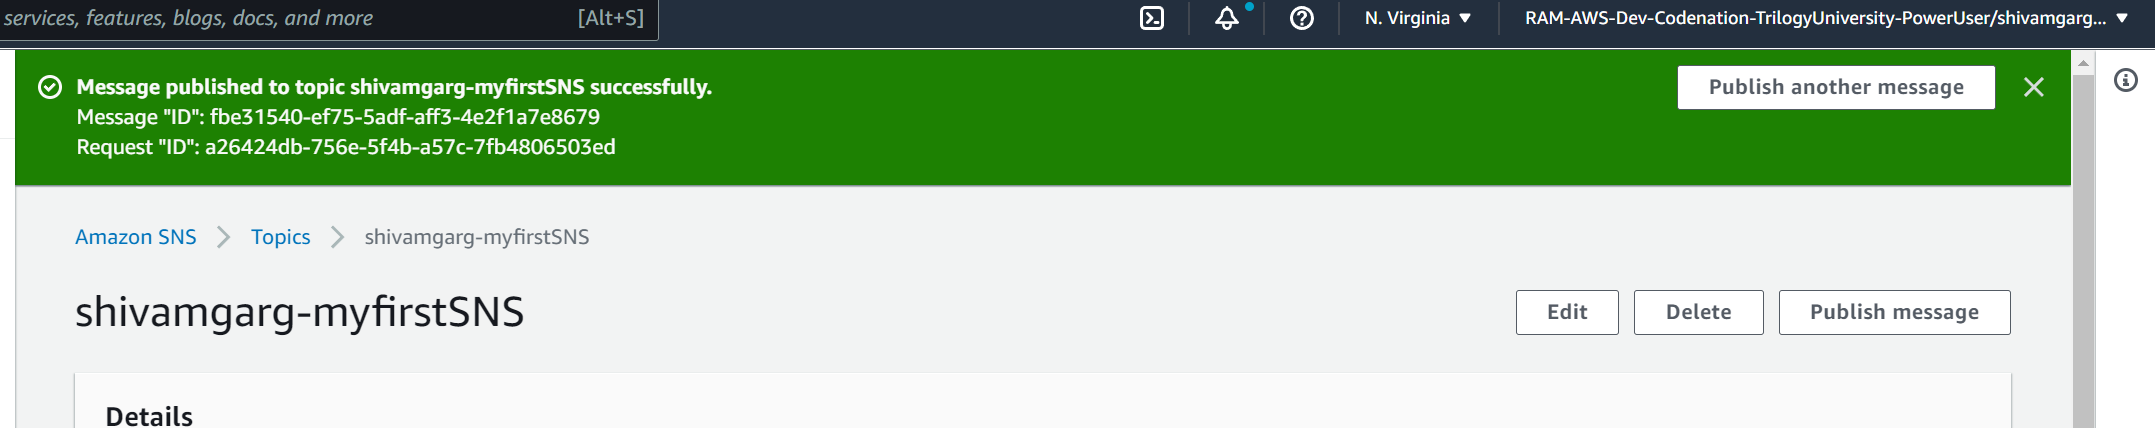 services, features, blogs, docs, and more [Alt+S] N. Virginia RAM-AWS-Dev-Codenation-TrilogyUniversity-PowerUser/shivamgarg...
Message published to topic shivamgarg-myfirstSNS successfully. Publish another message
Message "ID": fbe31540-ef75-5adf-aff3-4e2f1a7e8679
Request "ID": a26424db-756e-5f4b-a57c-7fb4806503ed
Amazon SNS Topics shivamgarg-myfirstSNS
shivamgarg-myfirstSNS Edit Delete Publish message
Details